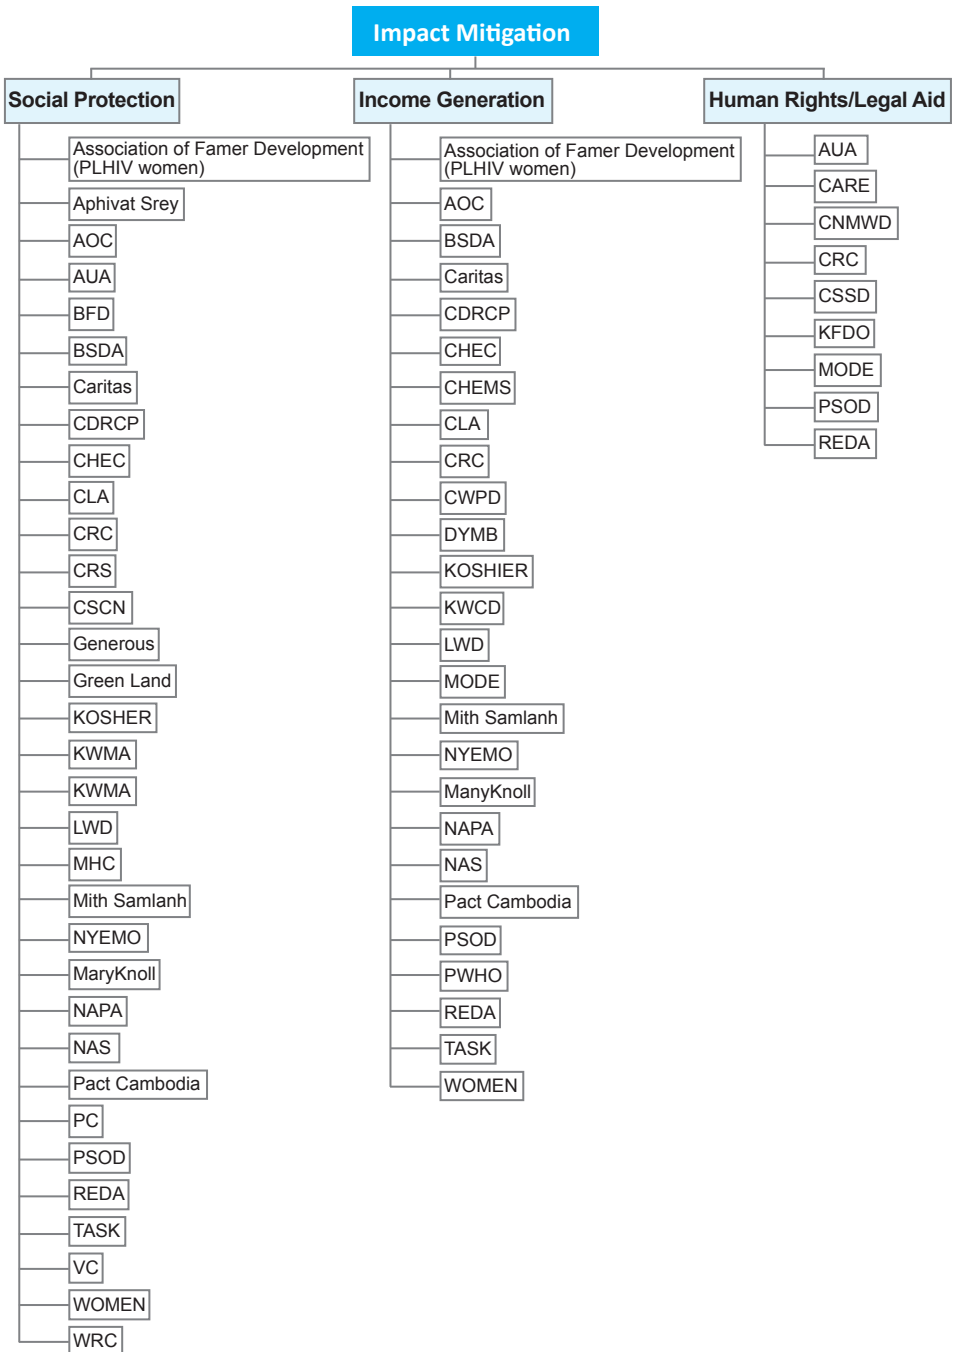 Impact Mitigation
Social Protection
Association of Famer Development
(PLHIV women)
Aphivat Srey
AOC
AUA
BFD
BSDA
Caritas
CDRCP
CHEC
CLA
CRC
CRS
CSCN
Generous
Green Land
KOSHER
KWMA
KWMA
LWD
MHC
Mith Samlanh
NYEMO
MaryKnoll
NAPA
NAS
Pact Cambodia
PC
PSOD
REDA
TASK
VC
WOMEN
WRC
Income Generation
Association of Famer Development
(PLHIV women)
AOC
BSDA
Caritas
CDRCP
CHEC
CHEMS
CLA
CRC
CWPD
DYMB
KOSHIER
KWCD
LWD
MODE
Mith Samlanh
NYEMO
ManyKnoll
NAPA
NAS
Pact Cambodia
PSOD
PWHO
REDA
TASK
WOMEN
Human Rights/Legal Aid
AUA
CARE
CNMWD
CRC
CSSD
KFDO
MODE
PSOD
REDA